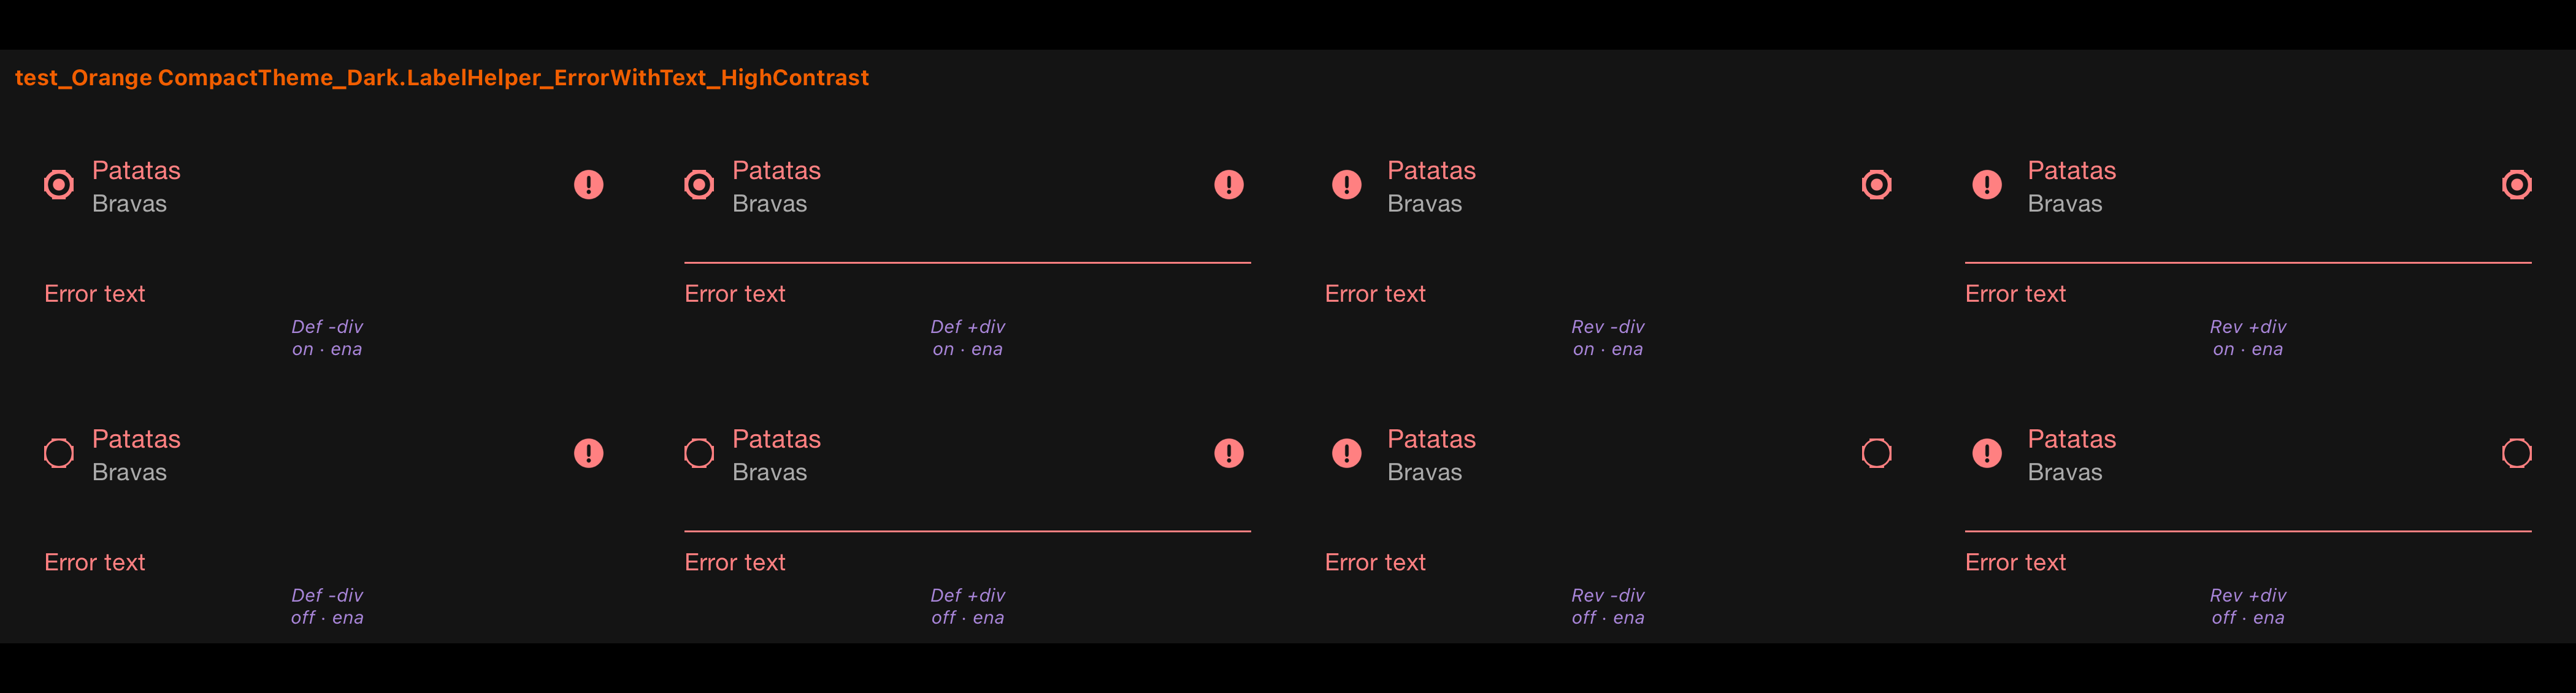 test_Orange CompactTheme_Dark.LabelHelper_ErrorWithText_HighContrast
Patatas
Bravas
Error text
Def -div
on · ena
Patatas
Bravas
Error text
Def +div
on · ena
Patatas
Bravas
Error text
Rev -div
on · ena
Patatas
Bravas
Error text
Rev +div
on · ena
Patatas
Bravas
Error text
Def -div
off · ena
Patatas
Bravas
Error text
Def +div
off · ena
Patatas
Bravas
Error text
Rev -div
off · ena
Patatas
Bravas
Error text
Rev +div
off · ena